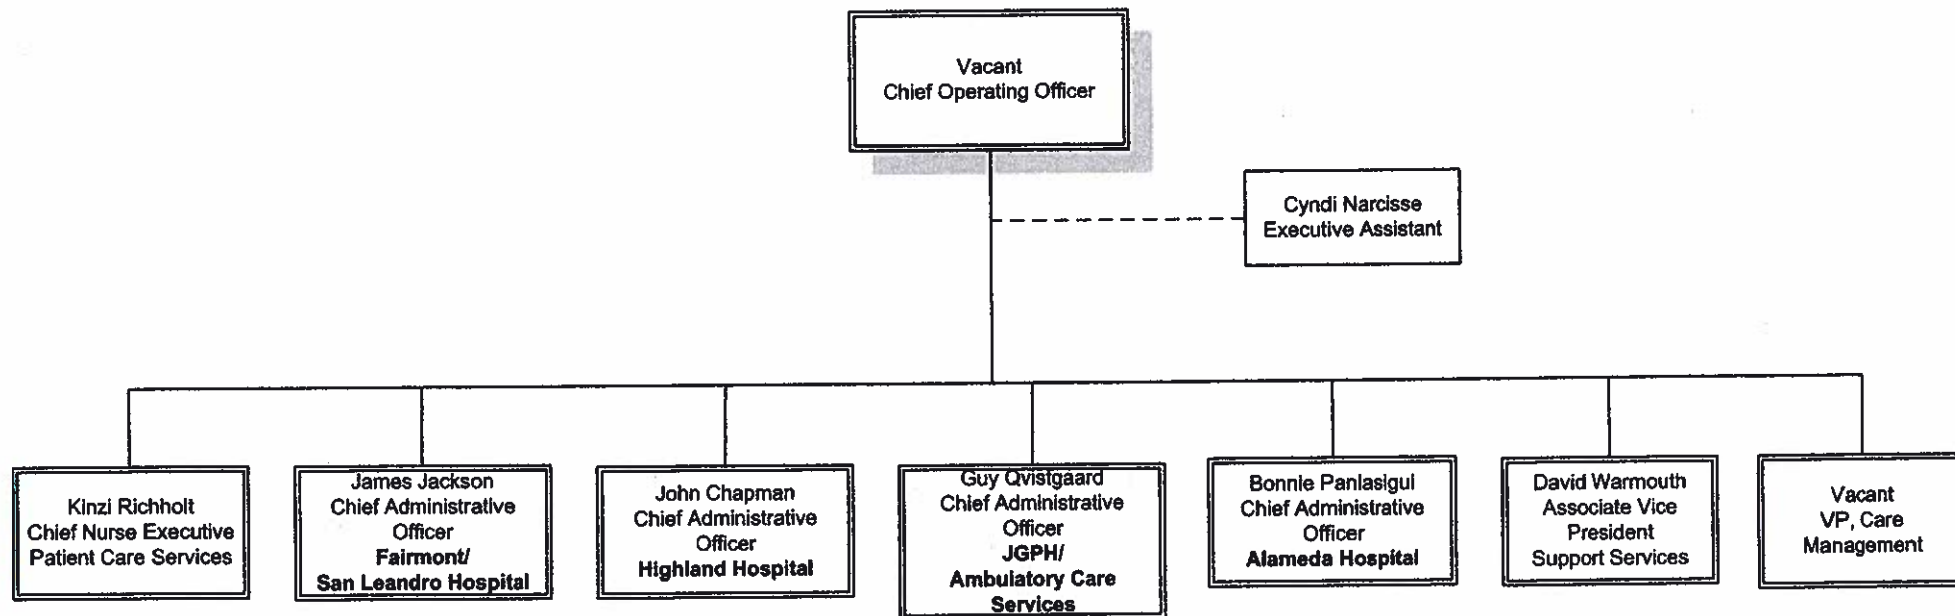 Vacant
Chief Operating Officer
Cyndi Narcisse
Executive Assistant
Kinzi Richholt
Chief Nurse Executive
Patient Care Services
James Jackson
Chief Administrative
Officer
Fairmont/
San Leandro Hospital
John Chapman
Chief Administrative
Officer
Highland Hospital
Guy Qvistgaard
Chief Administrative
Officer
JGPH/
Ambulatory Care
Services
Bonnie Panlasigui
Chief Administrative
Officer
Alameda Hospital
David Warmouth
Associate Vice
President
Support Services
Vacant
VP, Care
Management